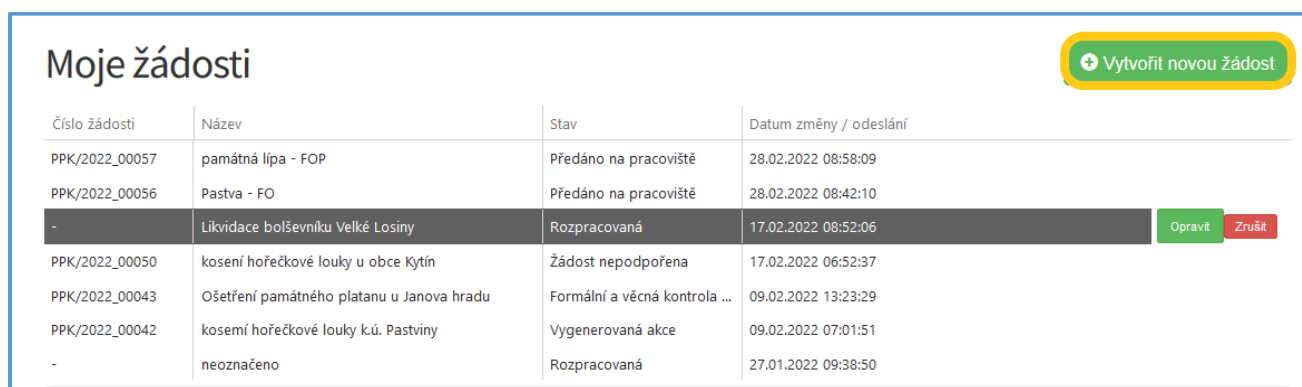 Moje žádosti
Vytvořit novou žádost
Číslo žádosti Název Stav Datum změny / odeslání
PPK/2022_00057 památná lípa - FOP Předáno na pracoviště 28.02.2022 08:58:09
PPK/2022_00056 Pastva - FO Předáno na pracoviště 28.02.2022 08:42:10
- Likvidace bolševníku Velké Losiny Rozpracovaná 17.02.2022 08:52:06 Opravit Zrušit
PPK/2022_00050 kosení hořečkové louky u obce Kytín Žádost nepodpořena 17.02.2022 06:52:37
PPK/2022_00043 Ošetření památného platanu u Janova hradu Formální a věcná kontrola ... 09.02.2022 13:23:29
PPK/2022_00042 kosemí hořečkové louky k.ú. Pastviny Vygenerovaná akce 09.02.2022 07:01:51
- neoznačeno Rozpracovaná 27.01.2022 09:38:50